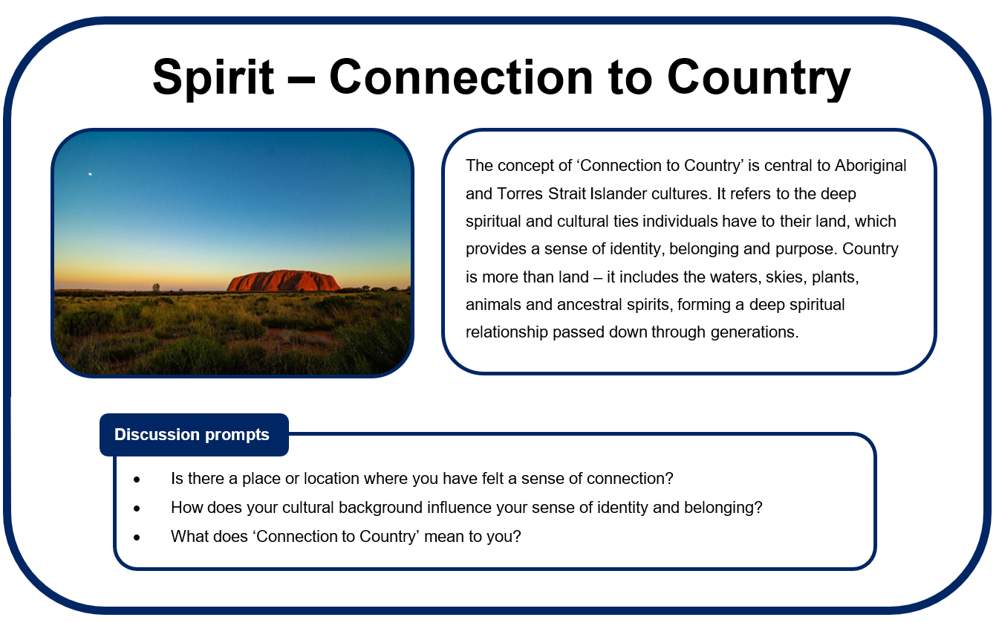 Spirit – Connection to Country
The concept of ‘Connection to Country’ is central to Aboriginal
and Torres Strait Islander cultures. It refers to the deep
spiritual and cultural ties individuals have to their land, which
provides a sense of identity, belonging and purpose. Country
is more than land – it includes the waters, skies, plants,
animals and ancestral spirits, forming a deep spiritual
relationship passed down through generations.
Discussion prompts
• Is there a place or location where you have felt a sense of connection?
• How does your cultural background influence your sense of identity and belonging?
• What does ‘Connection to Country’ mean to you?